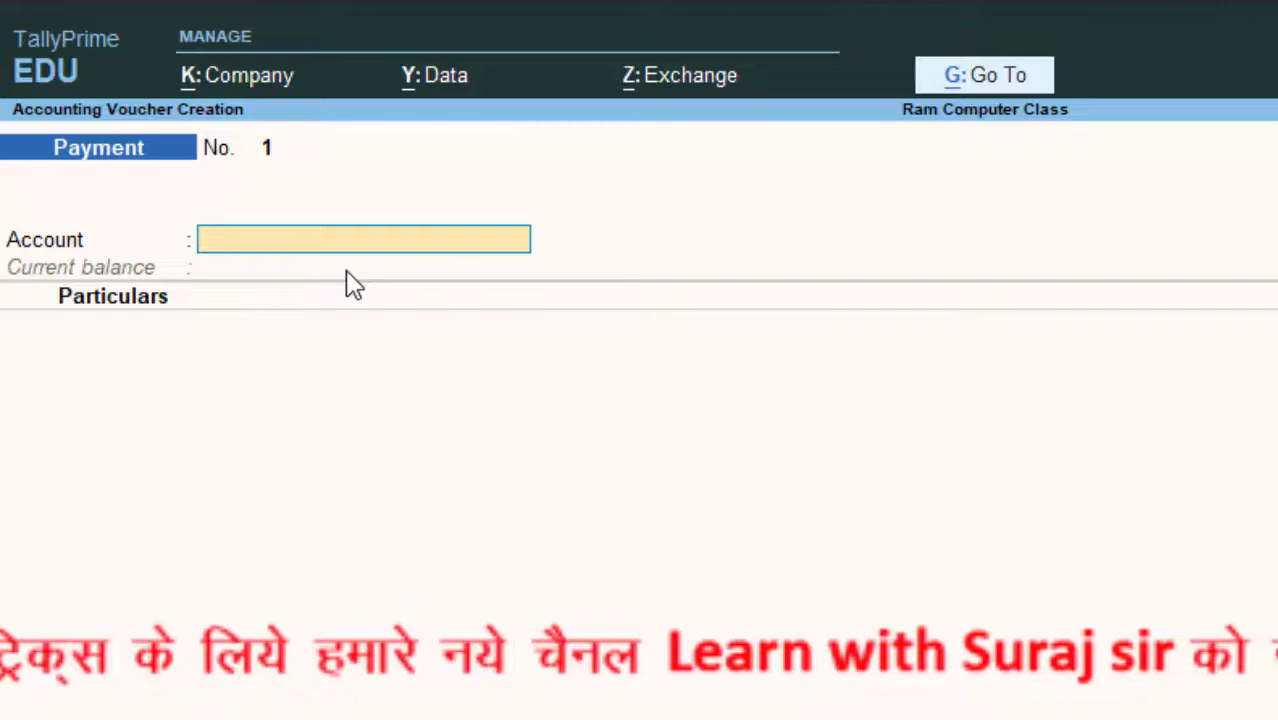 TallyPrime
EDU
MANAGE
K: Company Y: Data Z: Exchange G: Go To
Accounting Voucher Creation Ram Computer Class
Payment No. 1
Account :
Current balance :
Particulars
ट्रिक्स के लिये हमारे नये चैनल Learn with Suraj sir को